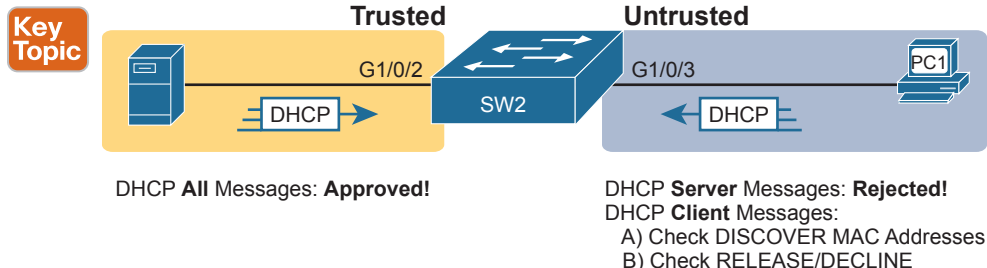 Key
Topic
Trusted
Untrusted
G1/0/2
G1/0/3
PC1
SW2
DHCP
DHCP
DHCP All Messages: Approved!
DHCP Server Messages: Rejected!
DHCP Client Messages:
A) Check DISCOVER MAC Addresses
B) Check RELEASE/DECLINE